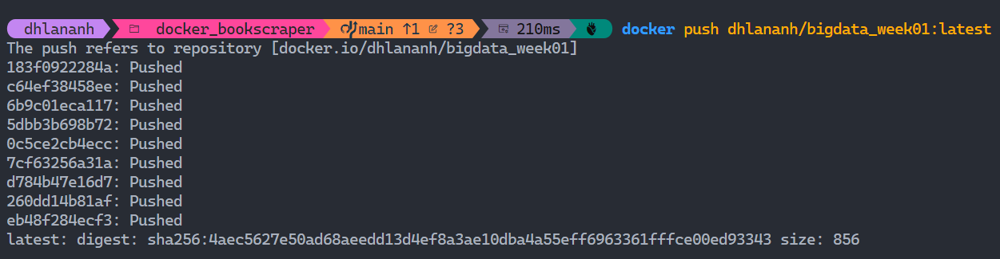 dhlananh docker_bookscraper main ↑1 ?3 210ms docker push dhlananh/bigdata_week01:latest
The push refers to repository [docker.io/dhlananh/bigdata_week01]
183f0922284a: Pushed
c64ef38458ee: Pushed
6b9c01eca117: Pushed
5dbb3b698b72: Pushed
0c5ce2cb4ecc: Pushed
7cf63256a31a: Pushed
d784b47e16d7: Pushed
260dd14b81af: Pushed
eb48f284ecf3: Pushed
latest: digest: sha256:4aec5627e50ad68aeedd13d4ef8a3ae10dba4a55eff6963361fffce00ed93343 size: 856